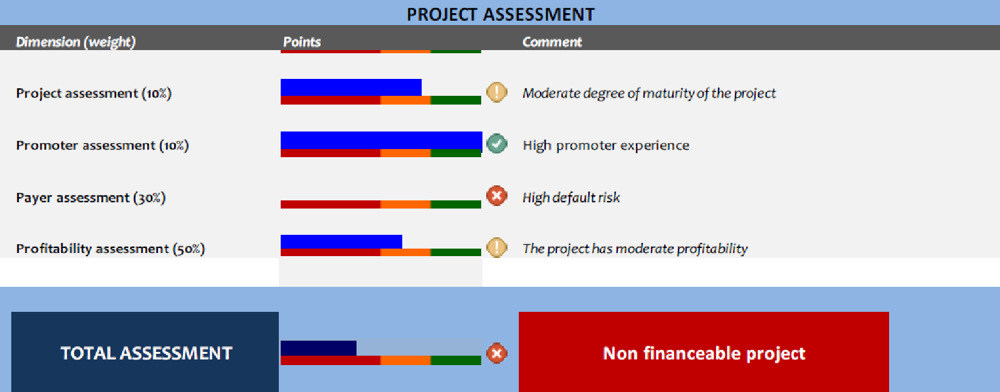 PROJECT ASSESSMENT
Dimension (weight) Points Comment
Project assessment (10%) Moderate degree of maturity of the project
Promoter assessment (10%) High promoter experience
Payer assessment (30%) High default risk
Profitability assessment (50%) The project has moderate profitability
TOTAL ASSESSMENT Non financeable project